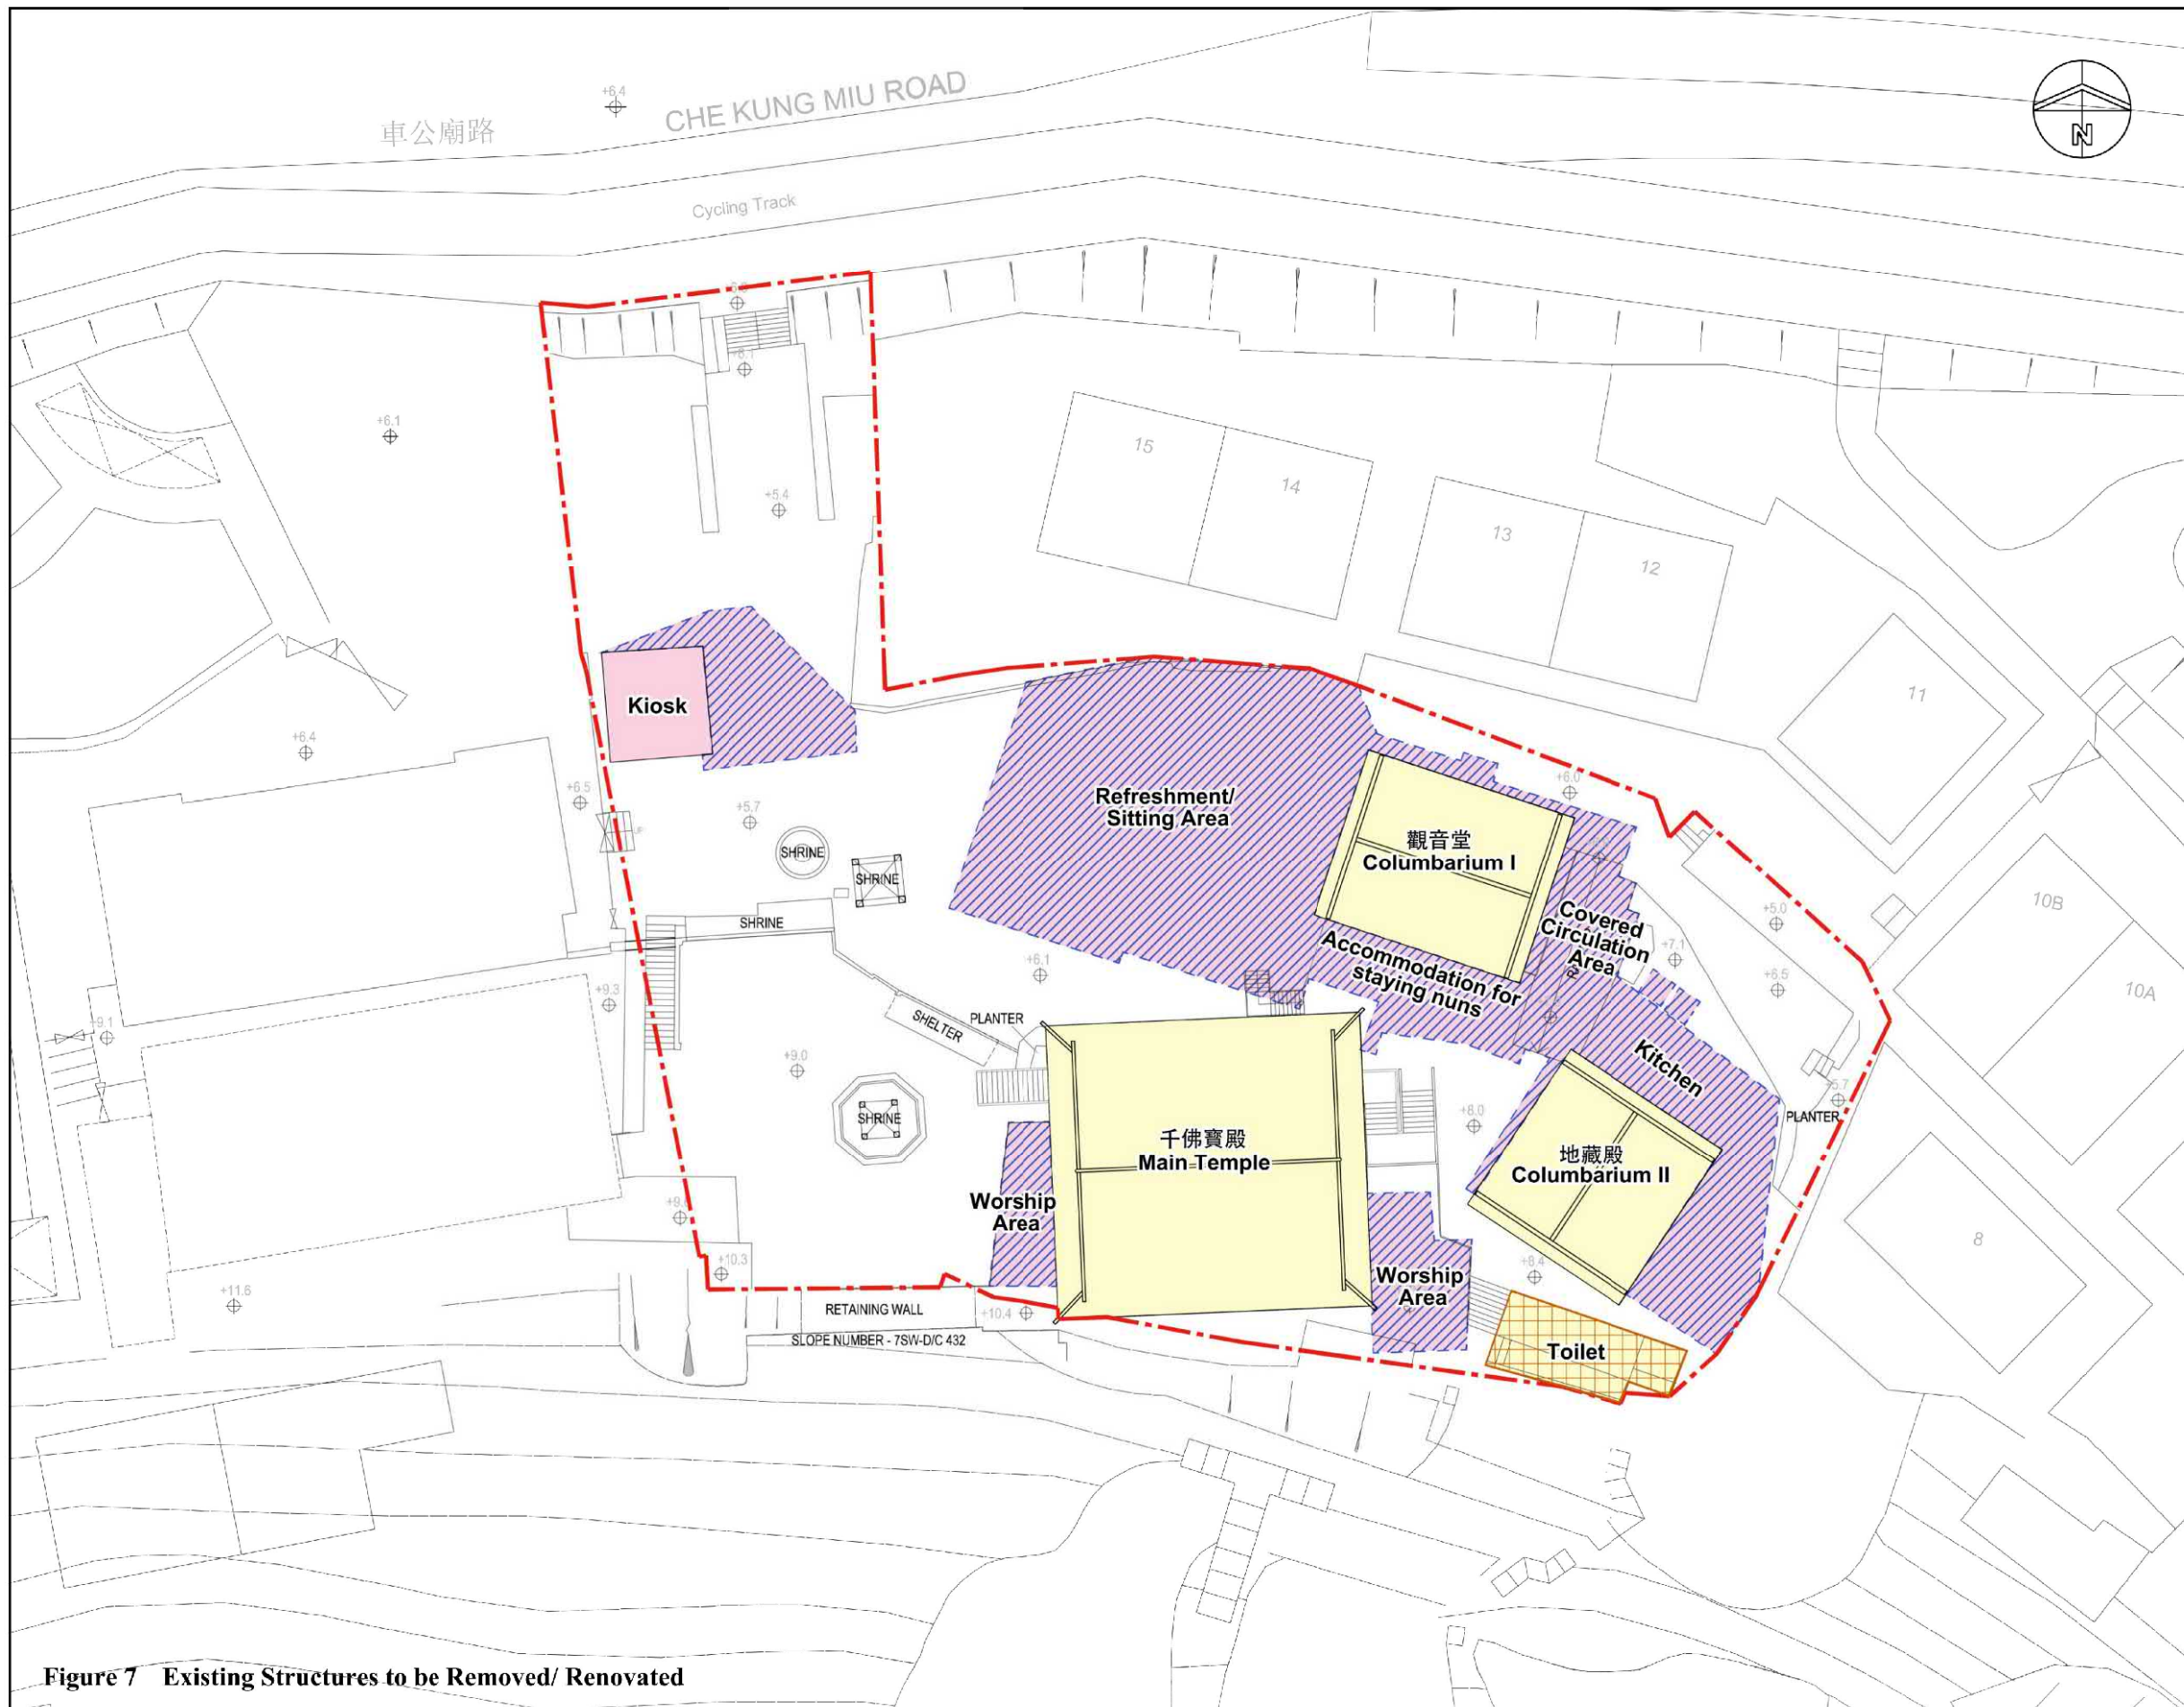 +6.4
車公廟路
CHE KUNG MIU ROAD
N
Cycling Track
+6.1
+5.4
15
14
13
12
11
Kiosk
+6.4
+6.5
+5.7
SHRINE
SHRINE
SHRINE
Refreshment/
Sitting Area
+6.0
觀音堂
Columbarium I
Covered
Circulation
Area
Accommodation for
staying nuns
+7.1
+5.0
+6.5
10B
10A
+6.1
+9.3
+9.1
SHELTER
PLANTER
+9.0
SHRINE
Kitchen
+5.7
PLANTER
+8.0
千佛寶殿
Main Temple
地藏殿
Columbarium II
Worship
Area
8
+10.3
+11.6
+8.4
Worship
Area
RETAINING WALL
+10.4
SLOPE NUMBER - 7SW-D/C 432
Toilet
Figure 7 Existing Structures to be Removed/ Renovated